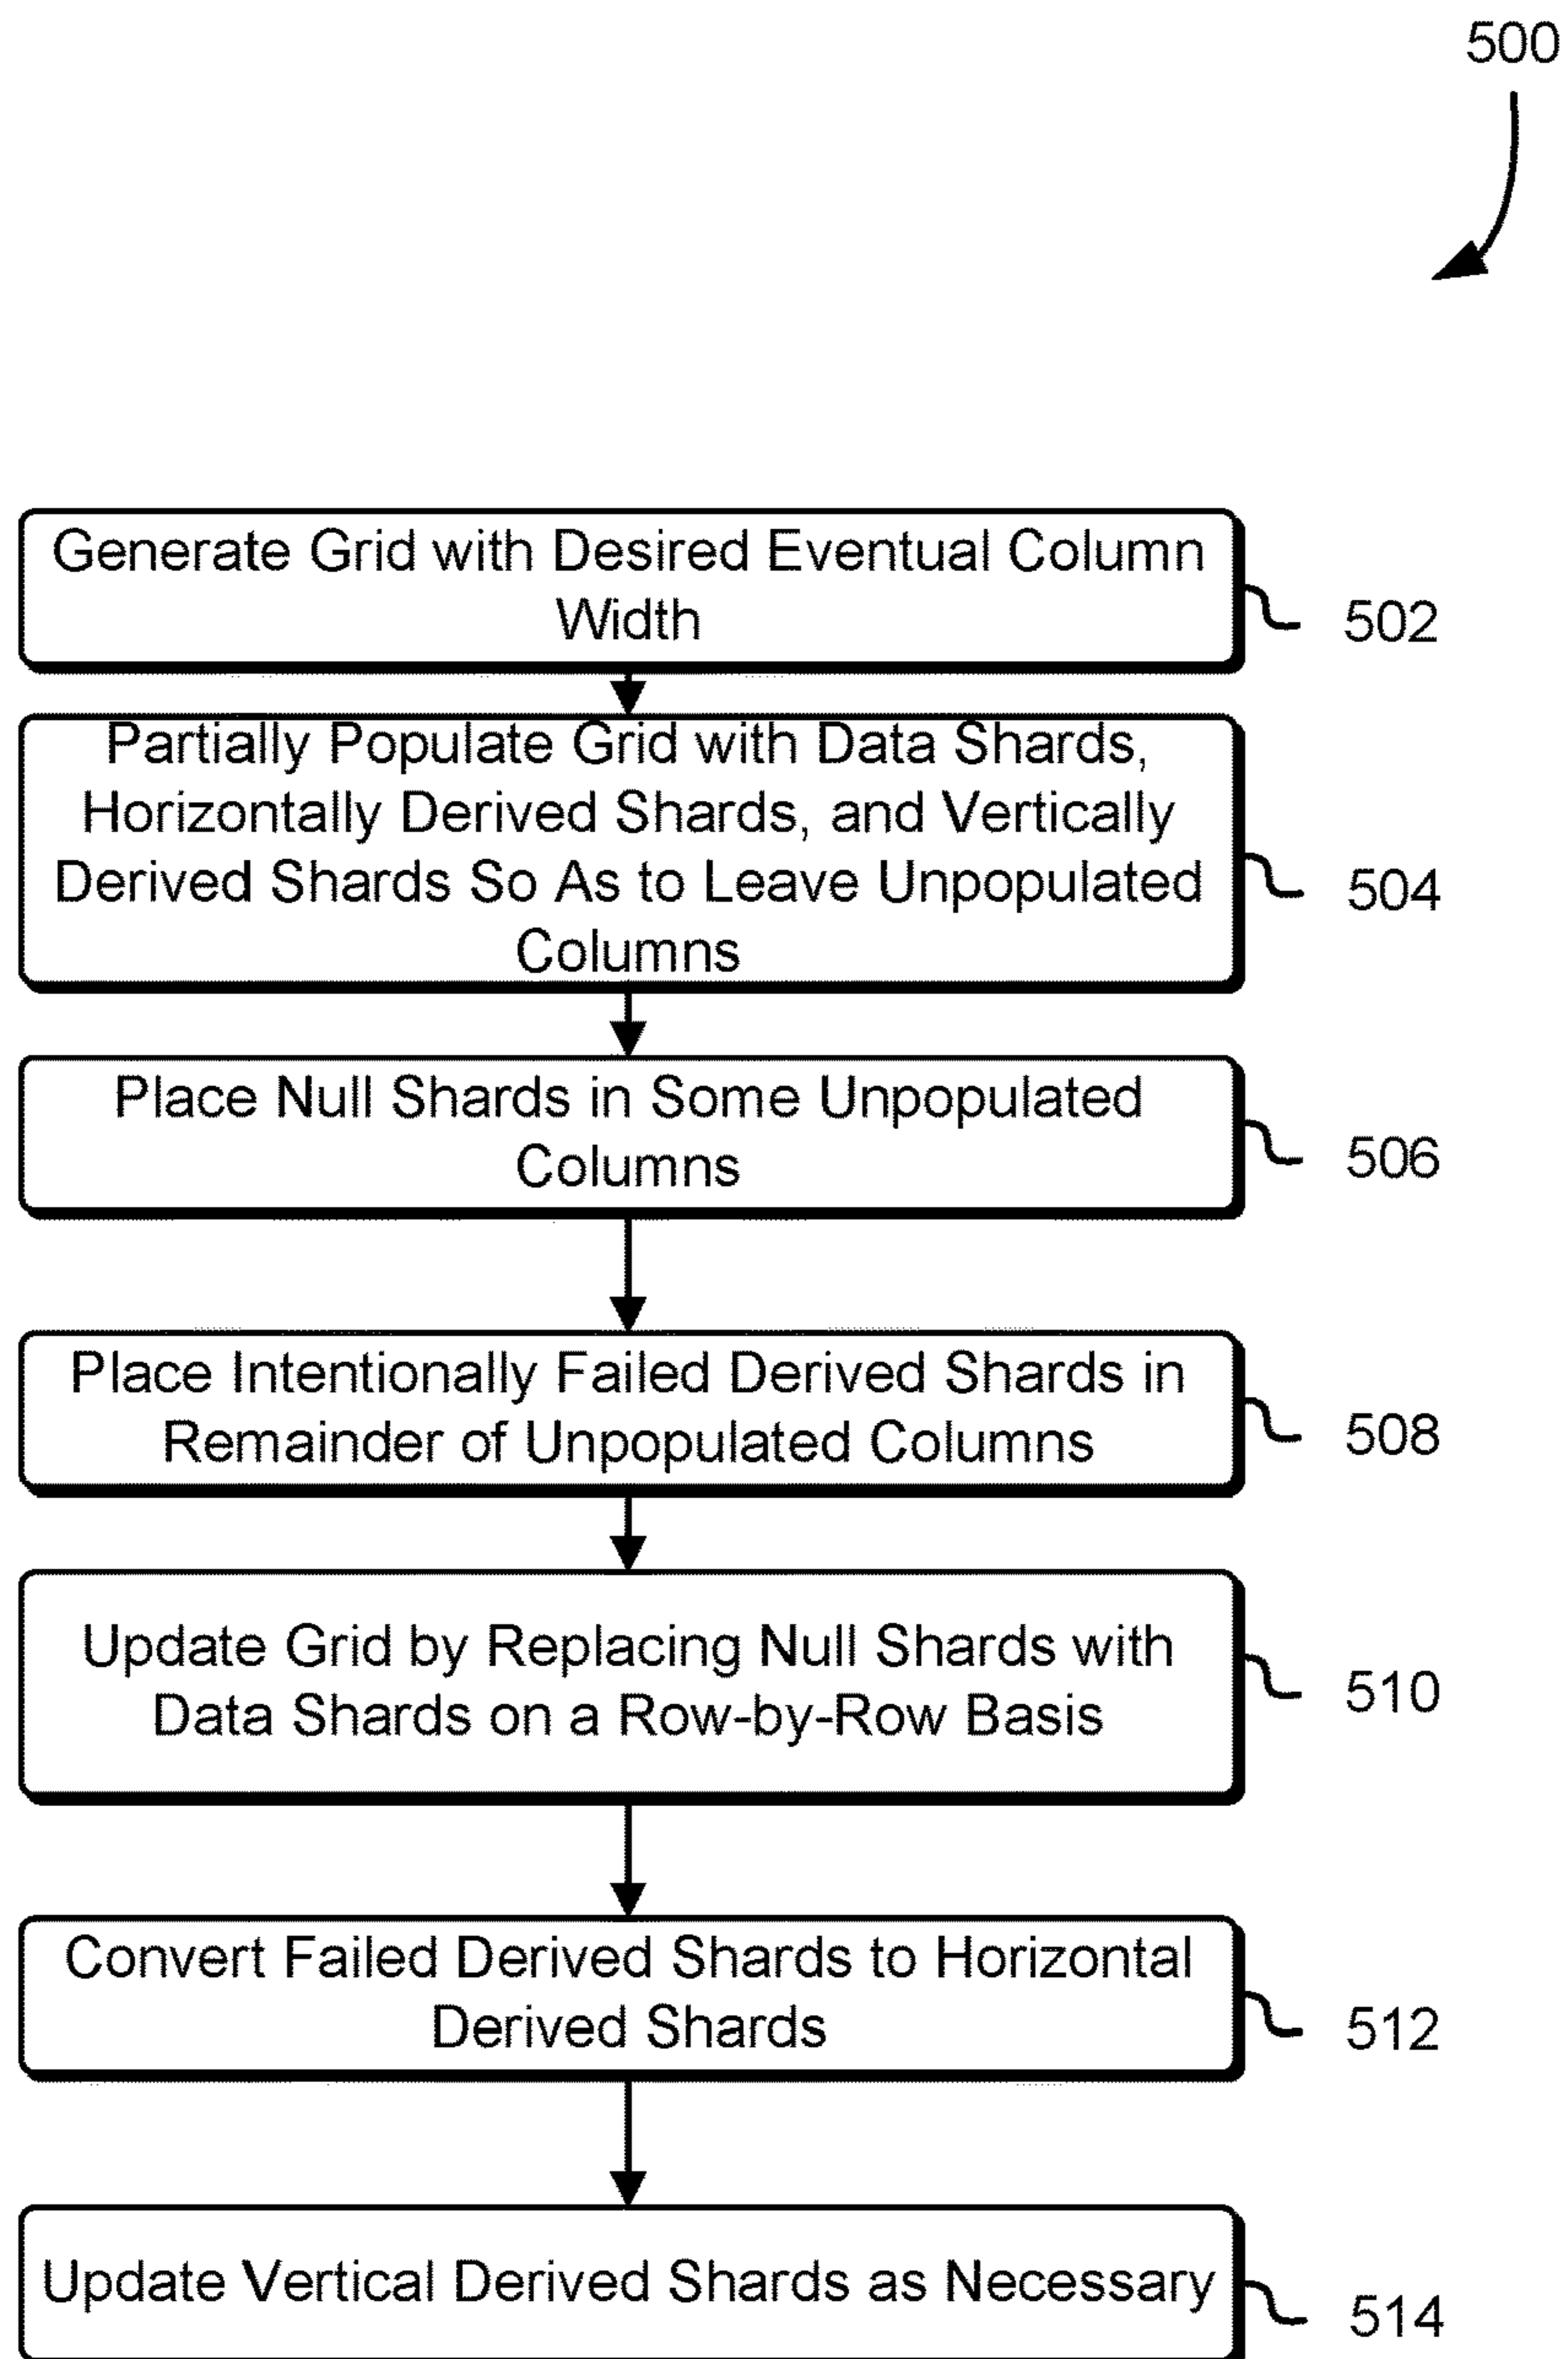 500
Generate Grid with Desired Eventual Column
Width
502
Partially Populate Grid with Data Shards,
Horizontally Derived Shards, and Vertically
Derived Shards So As to Leave Unpopulated
Columns
504
Place Null Shards in Some Unpopulated
Columns
506
Place Intentionally Failed Derived Shards in
Remainder of Unpopulated Columns
508
Update Grid by Replacing Null Shards with
Data Shards on a Row-by-Row Basis
510
Convert Failed Derived Shards to Horizontal
Derived Shards
512
Update Vertical Derived Shards as Necessary
514